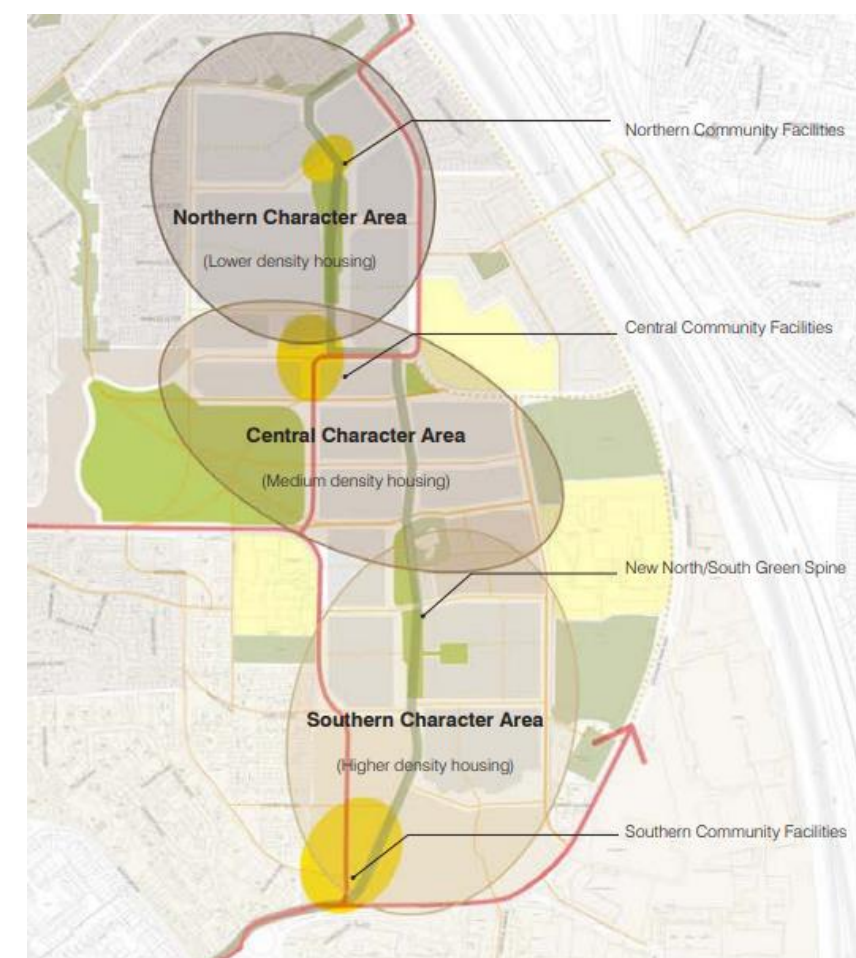 Northern Community Facilities
Northern Character Area
(Lower density housing)
Central Community Facilities
Central Character Area
(Medium density housing)
New North/South Green Spine
Southern Character Area
(Higher density housing)
Southern Community Facilities